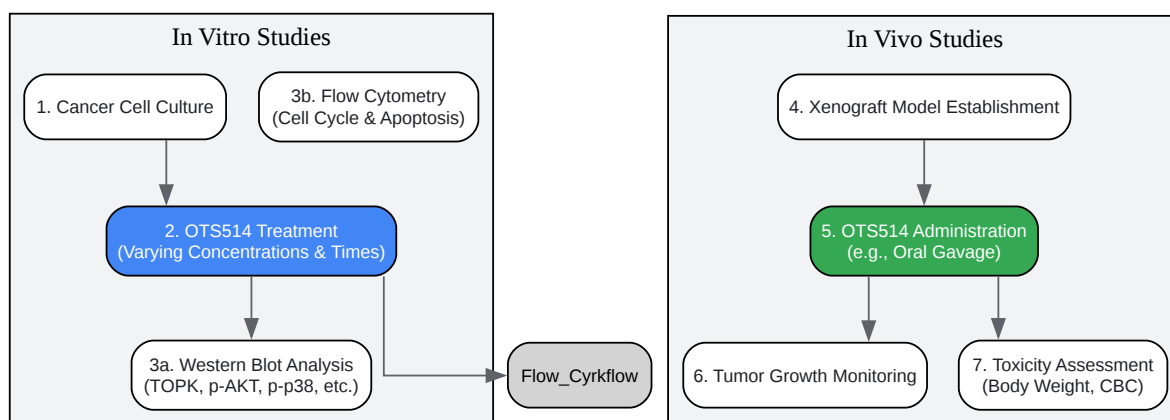 In Vitro Studies
1. Cancer Cell Culture
3b. Flow Cytometry
(Cell Cycle & Apoptosis)
2. OTS514 Treatment
(Varying Concentrations & Times)
3a. Western Blot Analysis
(TOPK, p-AKT, p-p38, etc.)
Flow_Cyrkflow
In Vivo Studies
4. Xenograft Model Establishment
5. OTS514 Administration
(e.g., Oral Gavage)
6. Tumor Growth Monitoring
7. Toxicity Assessment
(Body Weight, CBC)